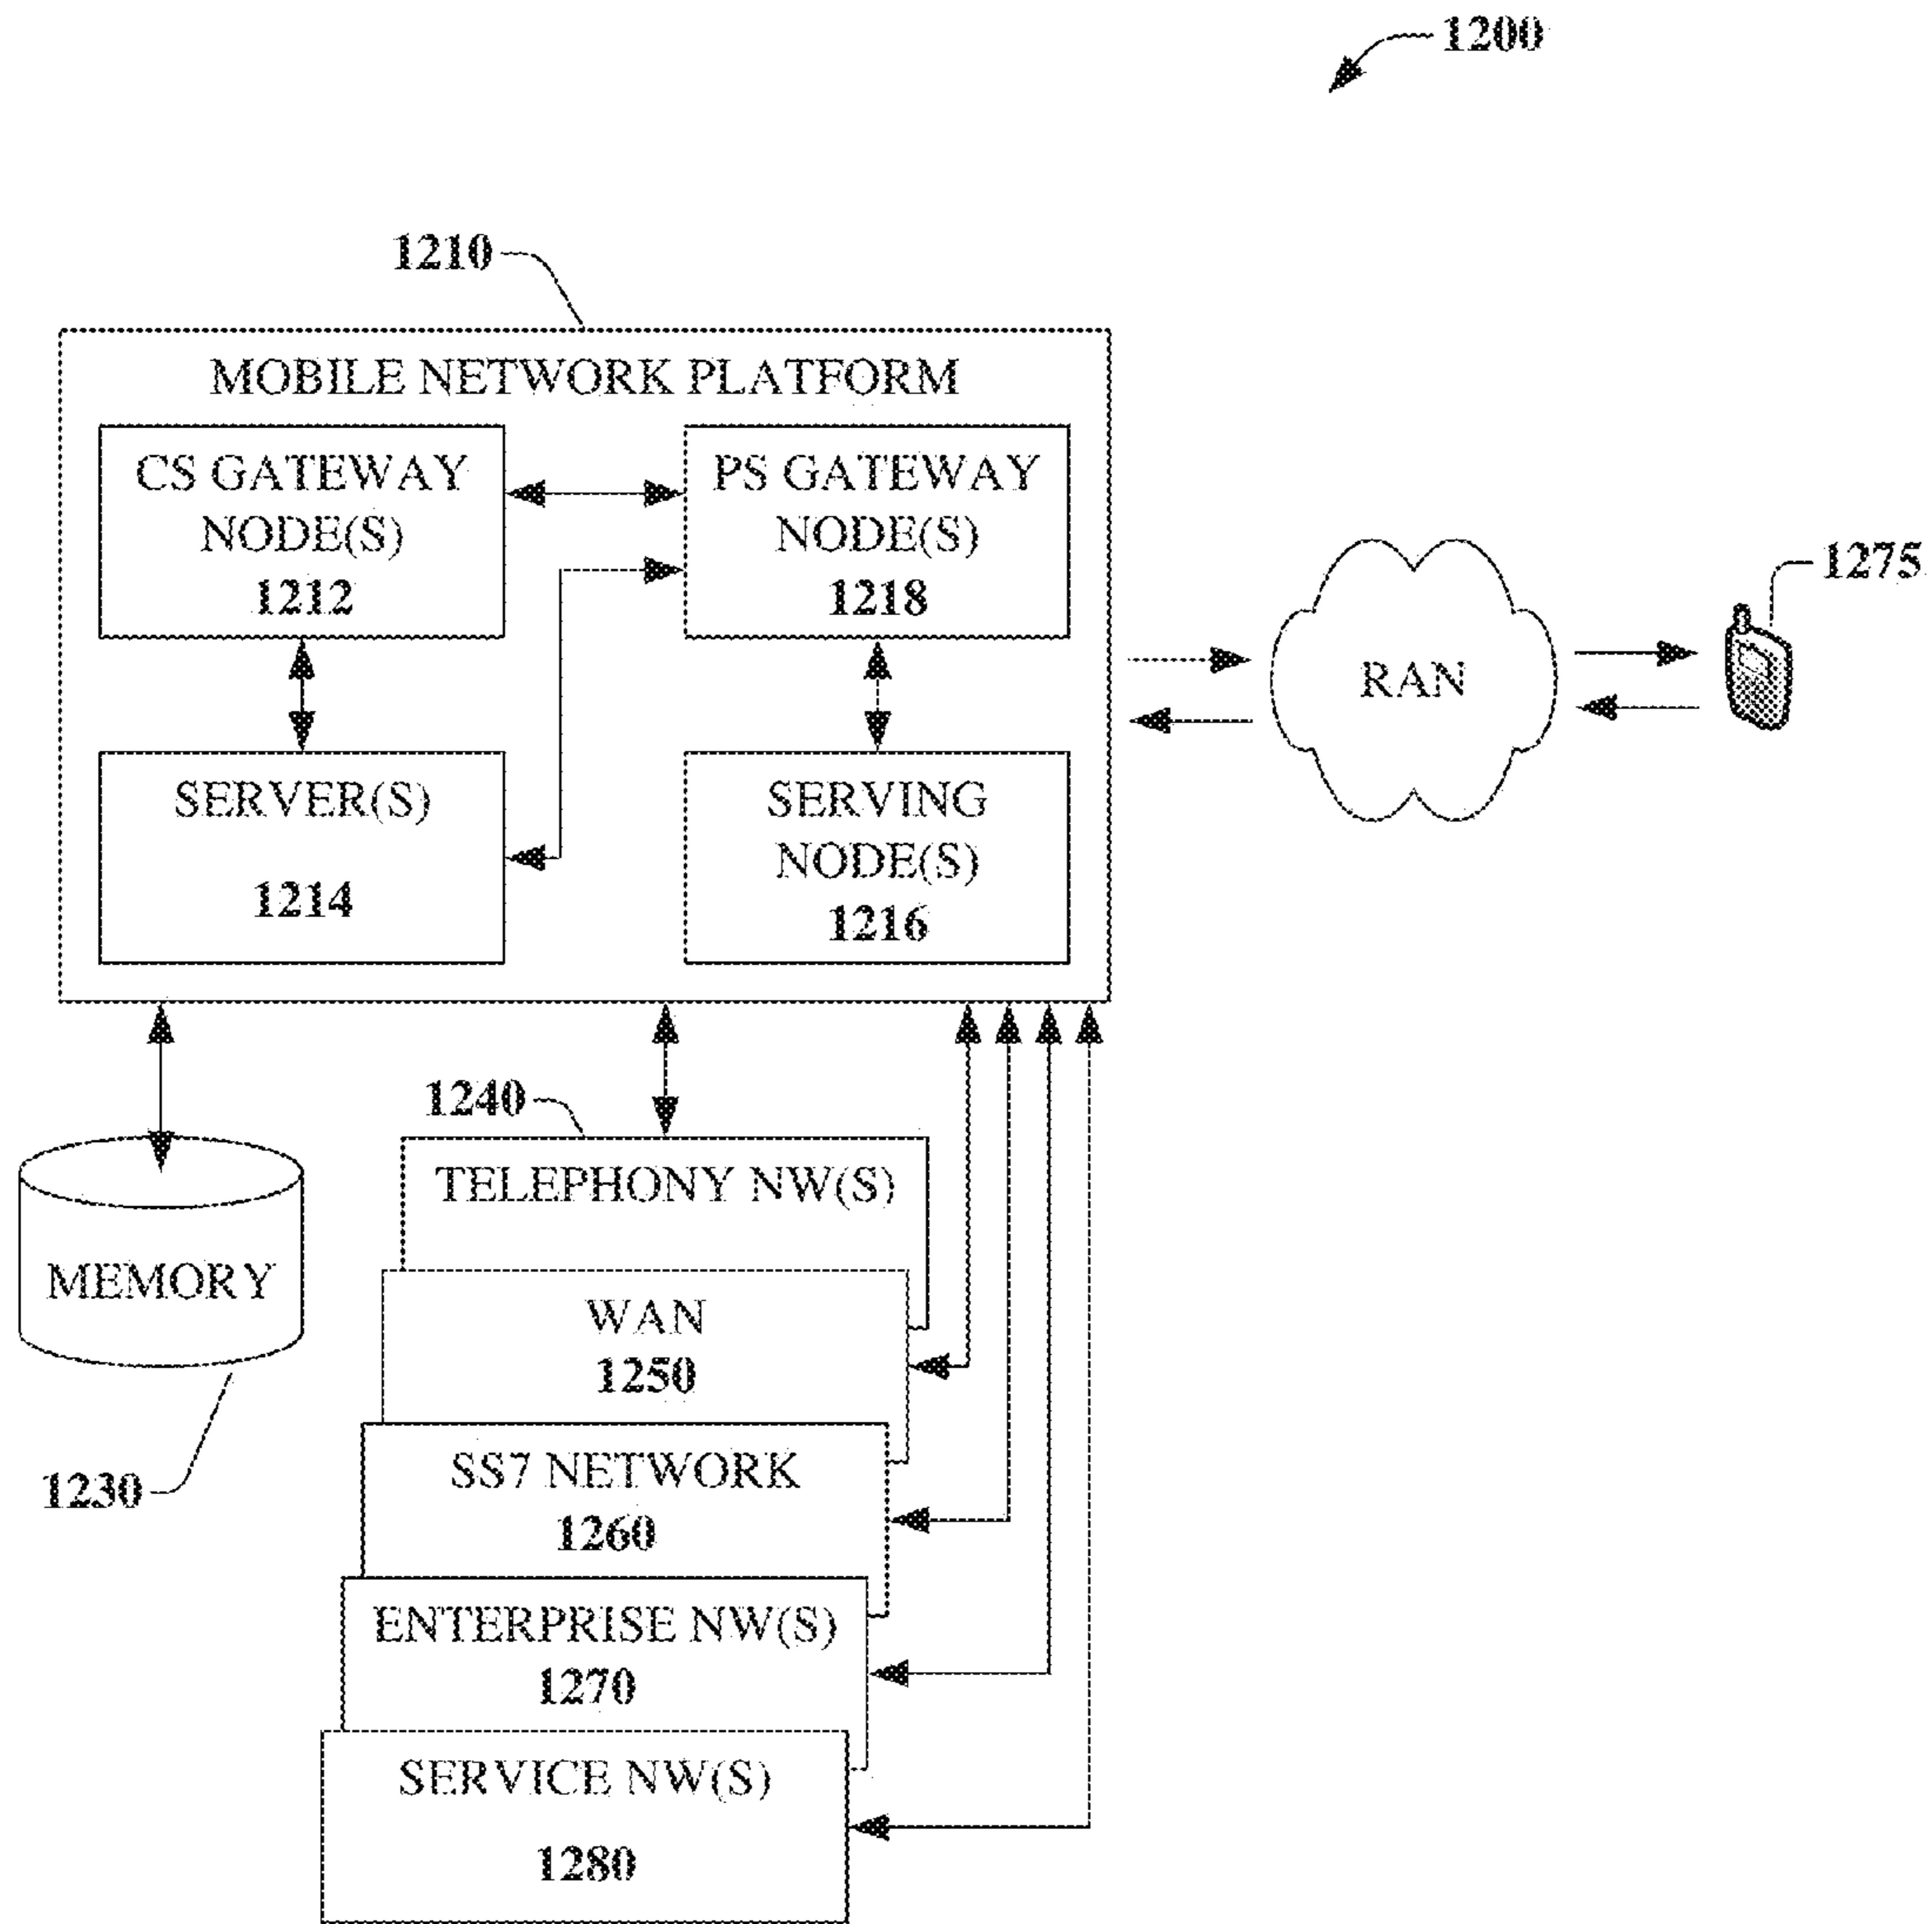 1200
1210
MOBILE NETWORK PLATFORM
CS GATEWAY
NODE(S)
1212
PS GATEWAY
NODE(S)
1218
SERVER(S)
1214
SERVING
NODE(S)
1216
RAN
1275
1240
TELEPHONY NW(S)
MEMORY
1230
WAN
1250
SS7 NETWORK
1260
ENTERPRISE NW(S)
1270
SERVICE NW(S)
1280